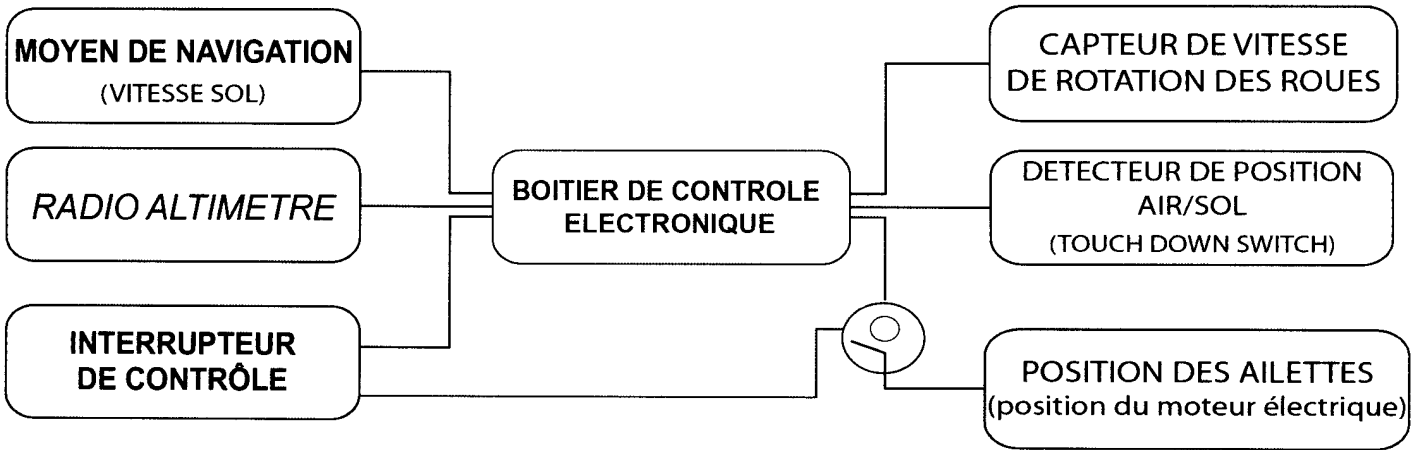 MOYEN DE NAVIGATION
(VITESSE SOL)
RADIO ALTIMETRE
INTERRUPTEUR
DE CONTRÔLE
BOITIER DE CONTROLE
ELECTRONIQUE
CAPTEUR DE VITESSE
DE ROTATION DES ROUES
DETECTEUR DE POSITION
AIR/SOL
(TOUCH DOWN SWITCH)
POSITION DES AILETTES
(position du moteur électrique)